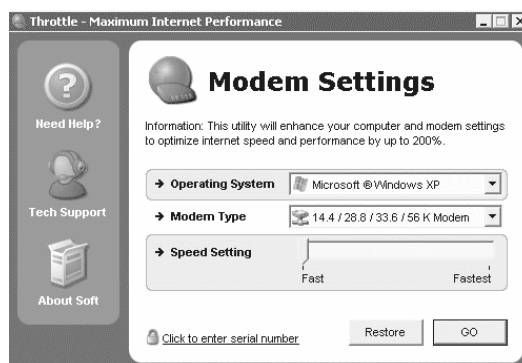 Throttle - Maximum Internet Performance
Need Help?
Tech Support
About Soft
Modem Settings
Information: This utility will enhance your computer and modem settings
to optimize internet speed and performance by up to 200%.
Operating System
Microsoft ® Windows XP
Modem Type
14.4 / 28.8 / 33.6 / 56 K Modem
Speed Setting
Fast
Fastest
Click to enter serial number
Restore
GO